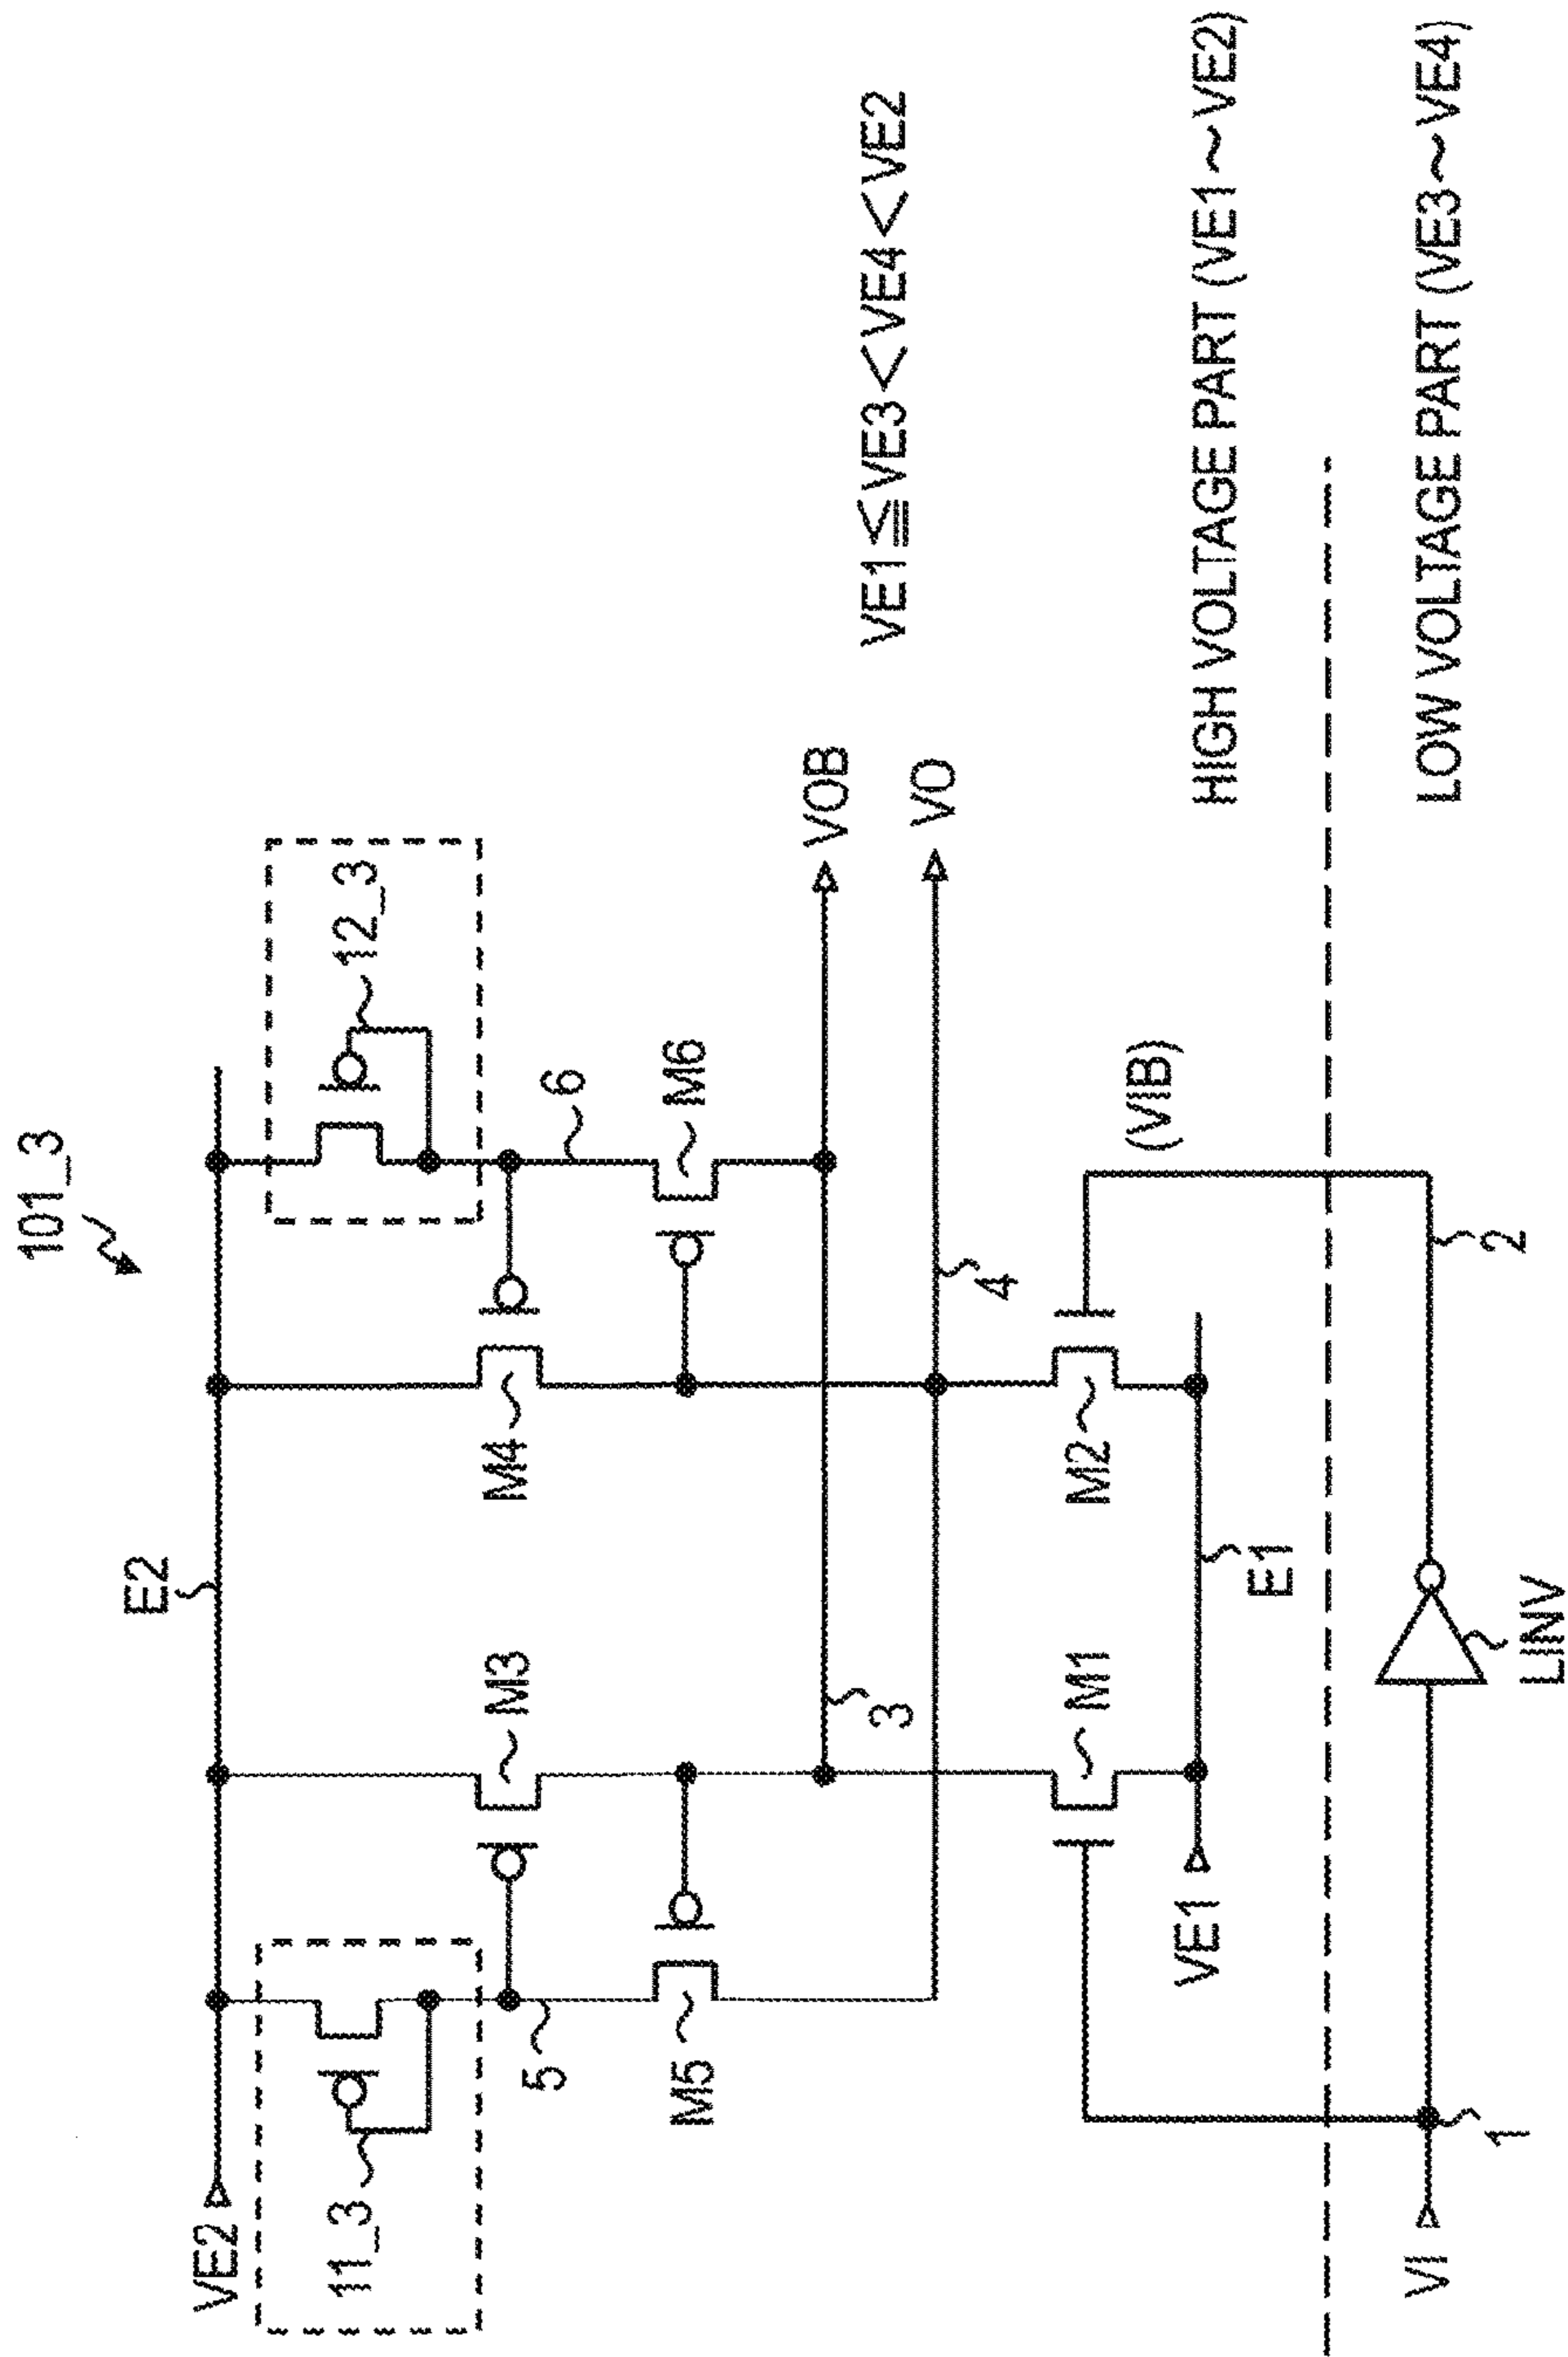 101_3
E2
VE2
11_3
12_3
M3
M4
5
6
M5
M6
VOB
3
VO
4
VE1≦VE3<VE4<VE2
M1
M2
(VIB)
VE1
E1
HIGH VOLTAGE PART (VE1~VE2)
LOW VOLTAGE PART (VE3~VE4)
VI
1
LINV
2